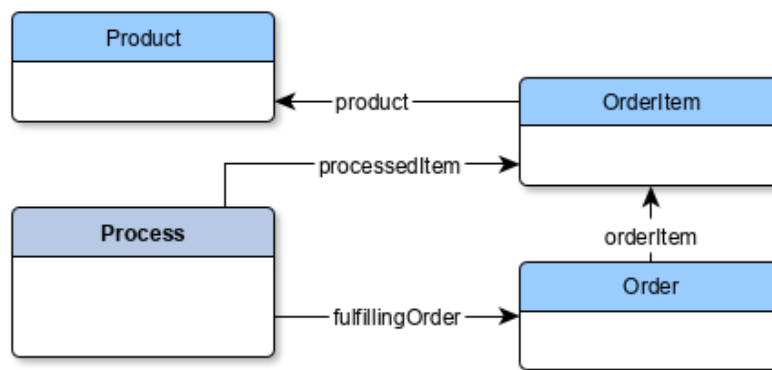 Product
product
OrderItem
processedItem
Process
orderItem
fulfillingOrder
Order